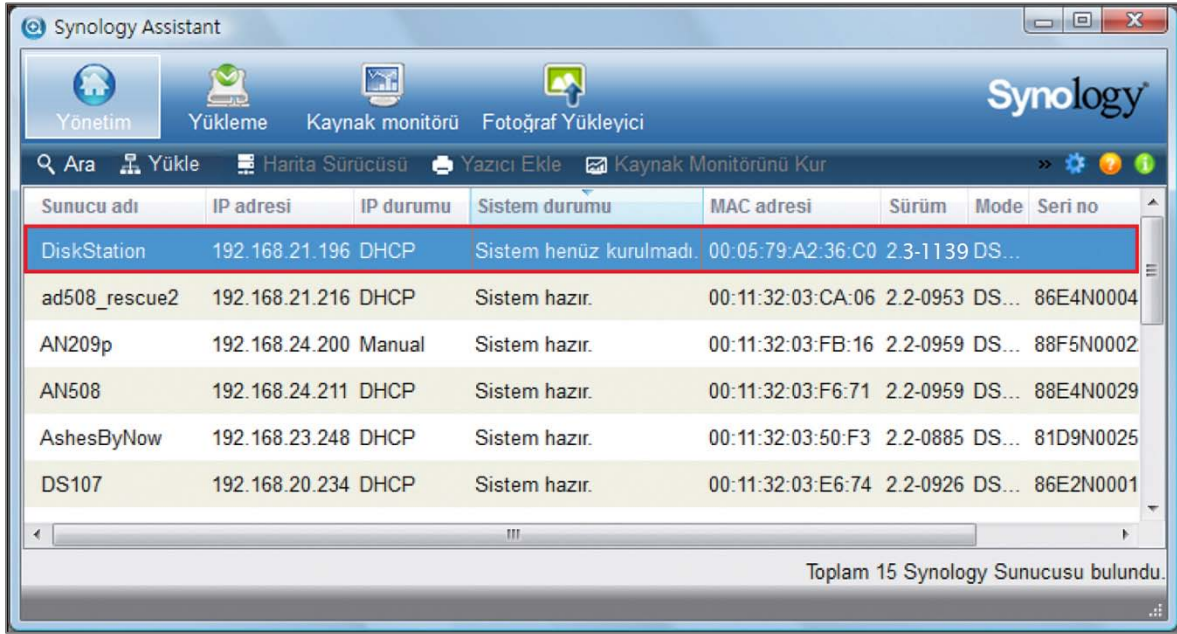 Synology Assistant
Yönetim Yükleme Kaynak monitörü Fotoğraf Yükleyici Synology
Ara Yükle Harita Sürücüsü Yazıcı Ekle Kaynak Monitörünü Kur »
Sunucu adı IP adresi IP durumu Sistem durumu MAC adresi Sürüm Mode Seri no
DiskStation 192.168.21.196 DHCP Sistem henüz kurulmadı. 00:05:79:A2:36:C0 2.3-1139 DS...
ad508_rescue2 192.168.21.216 DHCP Sistem hazır. 00:11:32:03:CA:06 2.2-0953 DS... 86E4N0004
AN209p 192.168.24.200 Manual Sistem hazır. 00:11:32:03:FB:16 2.2-0959 DS... 88F5N0002
AN508 192.168.24.211 DHCP Sistem hazır. 00:11:32:03:F6:71 2.2-0959 DS... 88E4N0029
AshesByNow 192.168.23.248 DHCP Sistem hazır. 00:11:32:03:50:F3 2.2-0885 DS... 81D9N0025
DS107 192.168.20.234 DHCP Sistem hazır. 00:11:32:03:E6:74 2.2-0926 DS... 86E2N0001
Toplam 15 Synology Sunucusu bulundu.